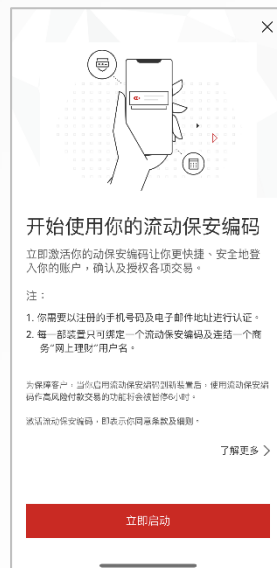 开始使用你的流动保安编码
立即激活你的动保安编码让你更快捷、安全地登
入你的账户，确认及授权各项交易。
注：
1. 你需要以注册的手机号码及电子邮件地址进行认证。
2. 每一部装置只可绑定一个流动保安编码及连结一个商
务“网上理财”用户名。
为保障客户，当你启用流动保安编码到新装置后，使用流动保安编
码作高风险付款交易的功能将会被暂停6小时。
激活流动保安编码，即表示你同意条款及细则。
了解更多
立即启动